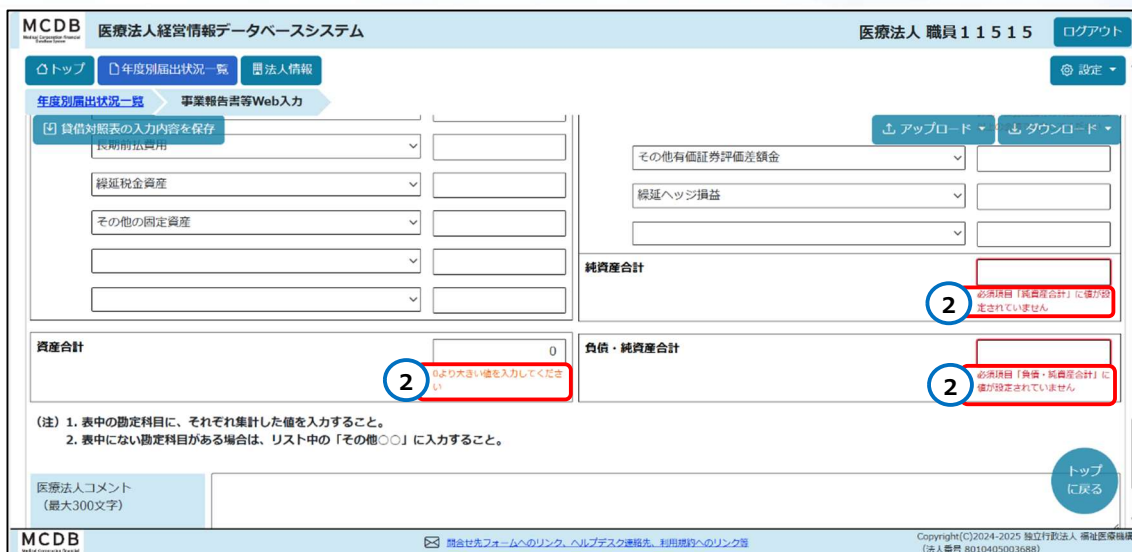 MCDB
医療法人経営情報データベースシステム
医療法人 職員11515
ログアウト
トップ
年度別届出状況一覧
法人情報
設定
年度別届出状況一覧
事業報告書等Web入力
貸借対照表の入力内容を保存
アップロード
ダウンロード
長期前払費用
その他有価証券評価差額金
繰延税金資産
繰延ヘッジ損益
その他の固定資産
純資産合計
2
必須項目「純資産合計」に値が設
定されていません
資産合計
0
2
0より大きい値を入力してくださ
い
負債・純資産合計
2
必須項目「負債・純資産合計」に
値が設定されていません
(注) 1. 表中の勘定科目に、それぞれ集計した値を入力すること。
2. 表中にない勘定科目がある場合は、リスト中の「その他○○」に入力すること。
医療法人コメント
(最大300文字)
トップ
に戻る
MCDB
問合せ先フォームへのリンク、ヘルプデスク連絡先、利用規約へのリンク等
Copyright(C)2024-2025 独立行政法人 福祉医療機構
(法人番号 8010405003688)